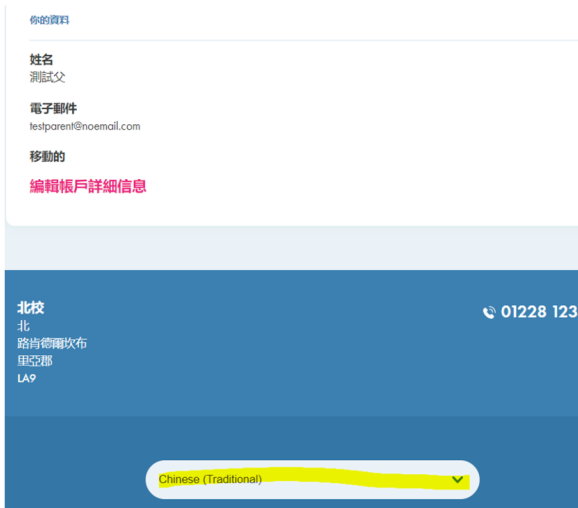 你的資料
姓名
測試父
電子郵件
testparent@noemail.com
移動的
編輯帳戶詳細信息
北校
北
路肯德爾坎布
里亞郡
LA9
01228 123
Chinese (Traditional)